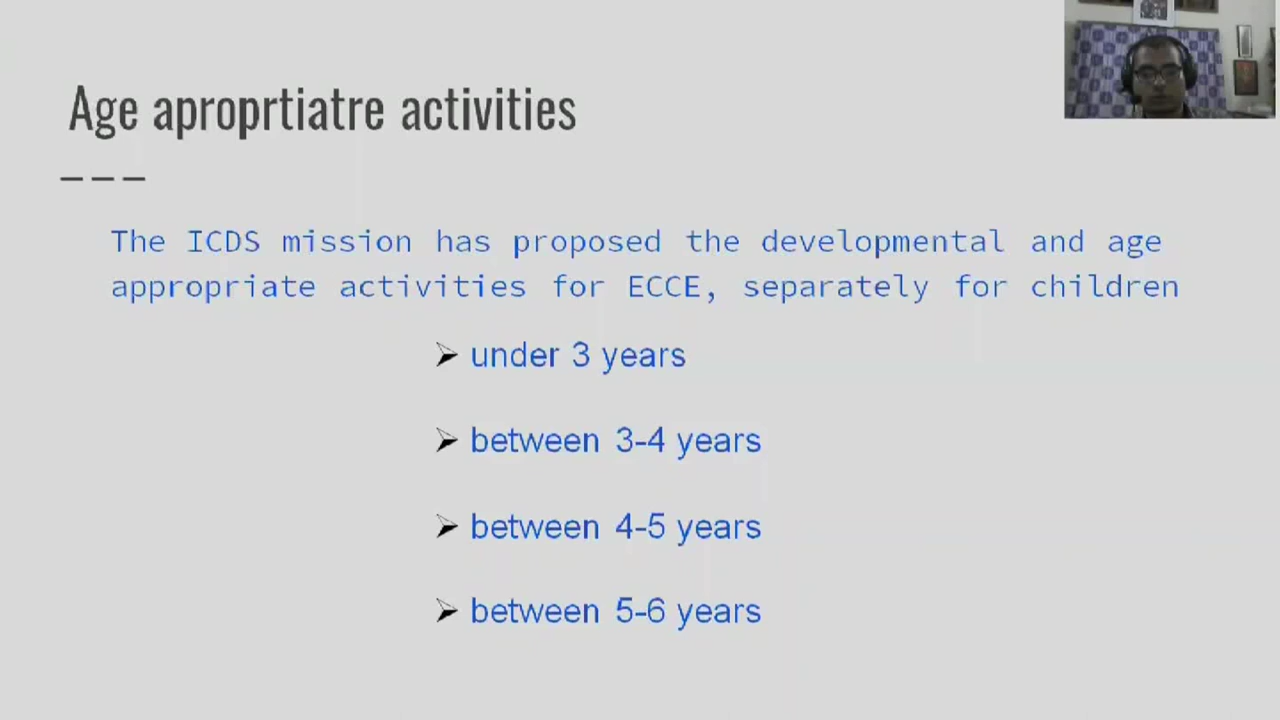 Age aproprtiatre activities
The ICDS mission has proposed the developmental and age
appropriate activities for ECCE, separately for children
➢ under 3 years
➢ between 3-4 years
➢ between 4-5 years
➢ between 5-6 years